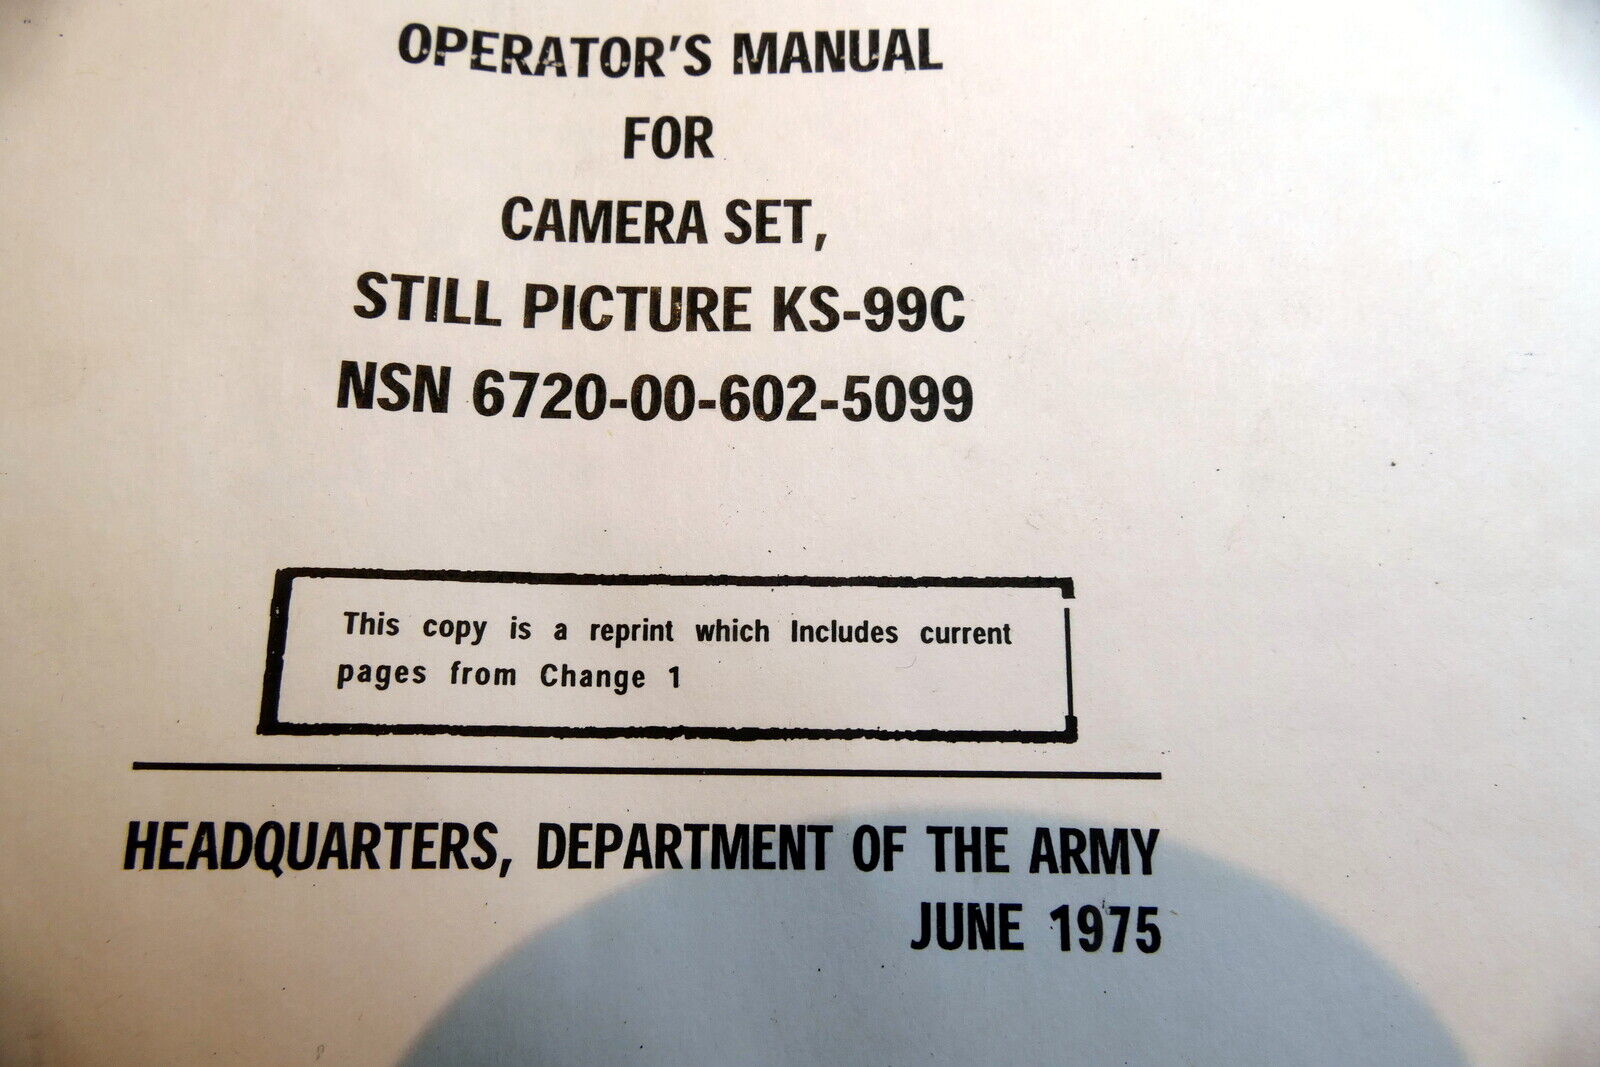 OPERATOR'S MANUAL
FOR
CAMERA SET,
STILL PICTURE KS-99C
NSN 6720-00-602-5099
This copy is a reprint which Includes current
pages from Change 1
HEADQUARTERS, DEPARTMENT OF THE ARMY
JUNE 1975